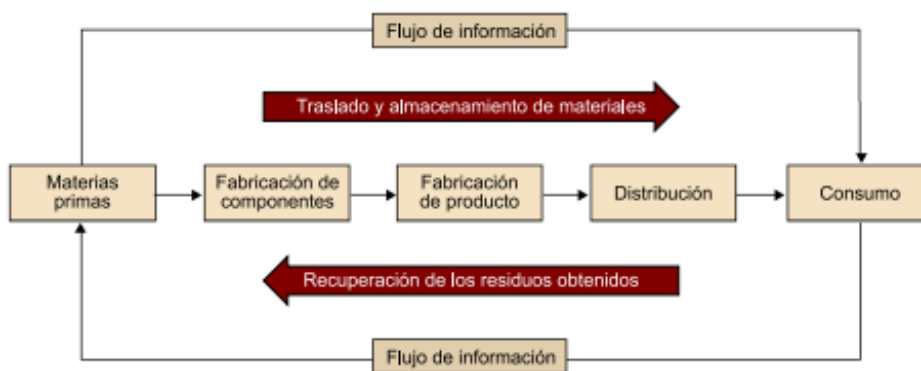 Flujo de información
Traslado y almacenamiento de materiales
Materias
primas
Fabricación de
componentes
Fabricación
de producto
Distribución
Consumo
Recuperación de los residuos obtenidos
Flujo de información